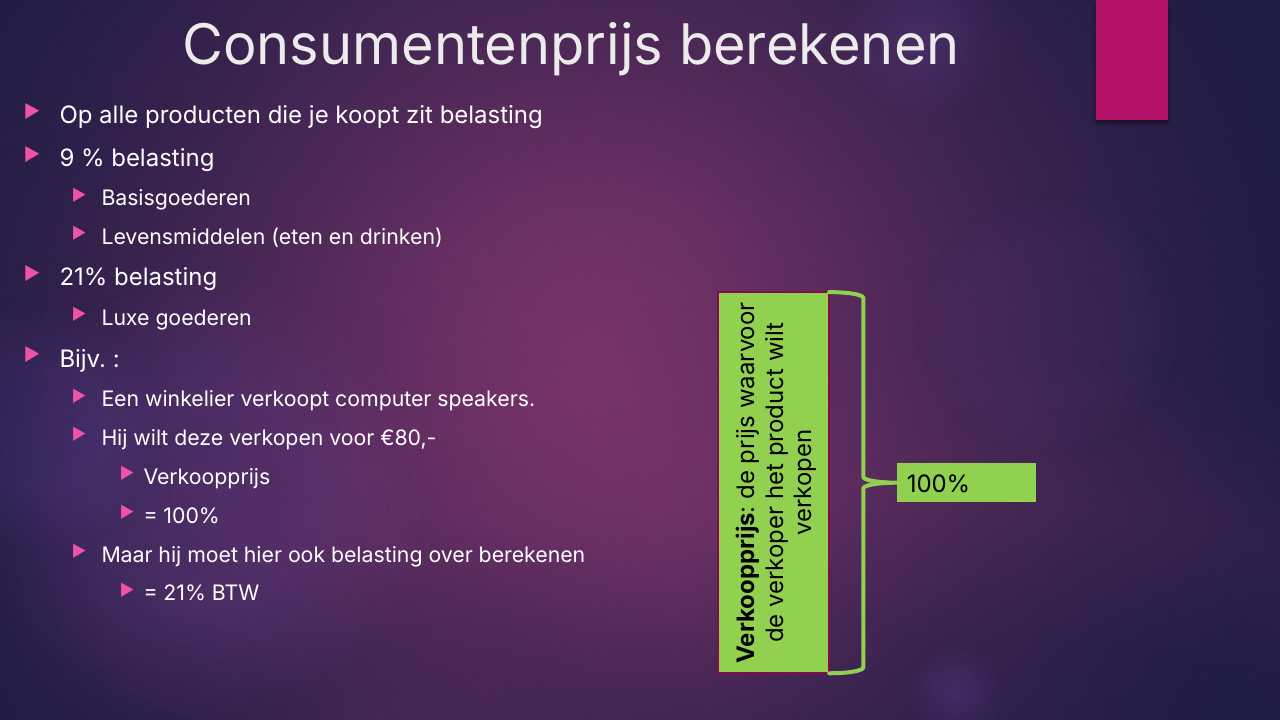 Consumentenprijs berekenen
Op alle producten die je koopt zit belasting
9 % belasting
Basisgoederen
Levensmiddelen (eten en drinken)
21% belasting
Luxe goederen
Bijv. :
Een winkelier verkoopt computer speakers.
Hij wilt deze verkopen voor €80,-
Verkoopprijs
= 100%
Maar hij moet hier ook belasting over berekenen
= 21% BTW
Verkoopprijs: de prijs waarvoor
de verkoper het product wilt
verkopen
100%